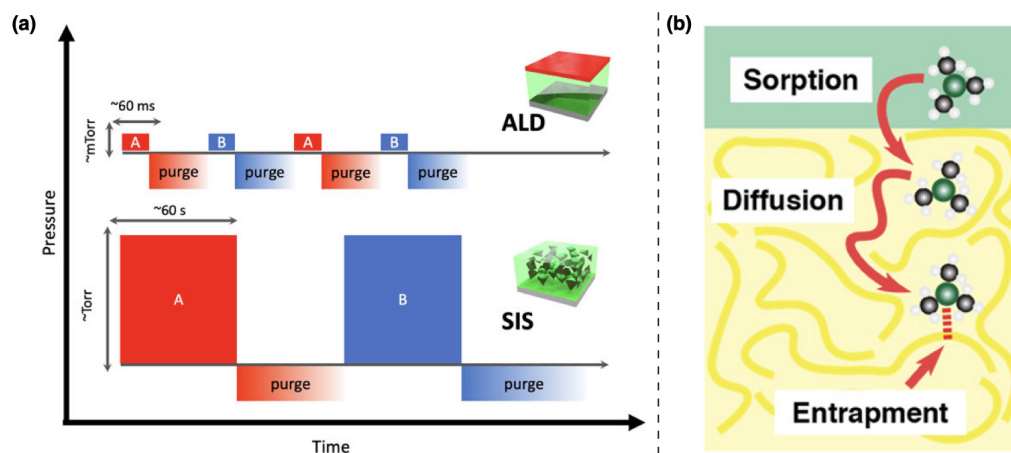 (a)
Pressure
~60 ms
~mTorr
A
B
A
B
purge
purge
purge
purge
ALD
~60 s
~Torr
A
B
purge
purge
SIS
Time
(b)
Sorption
Diffusion
Entrapment